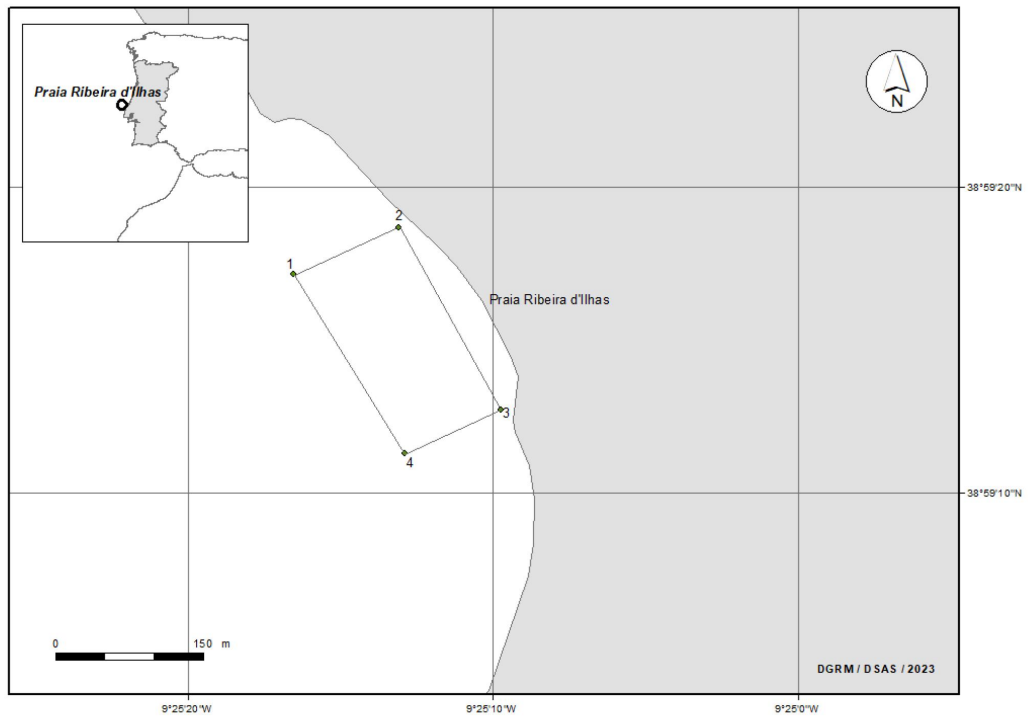 Praia Ribeira d'Ilhas
N
38°59'20"N
2
1
Praia Ribeira d'Ilhas
3
4
38°59'10"N
0 150 m
DGRM / DSAS / 2023
9°25'20"W 9°25'10"W 9°25'0"W